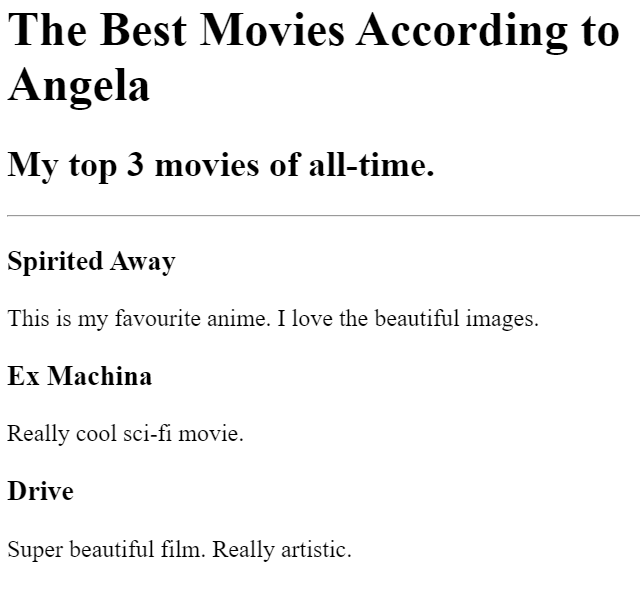 The Best Movies According to
Angela
My top 3 movies of all-time.
Spirited Away
This is my favourite anime. I love the beautiful images.
Ex Machina
Really cool sci-fi movie.
Drive
Super beautiful film. Really artistic.